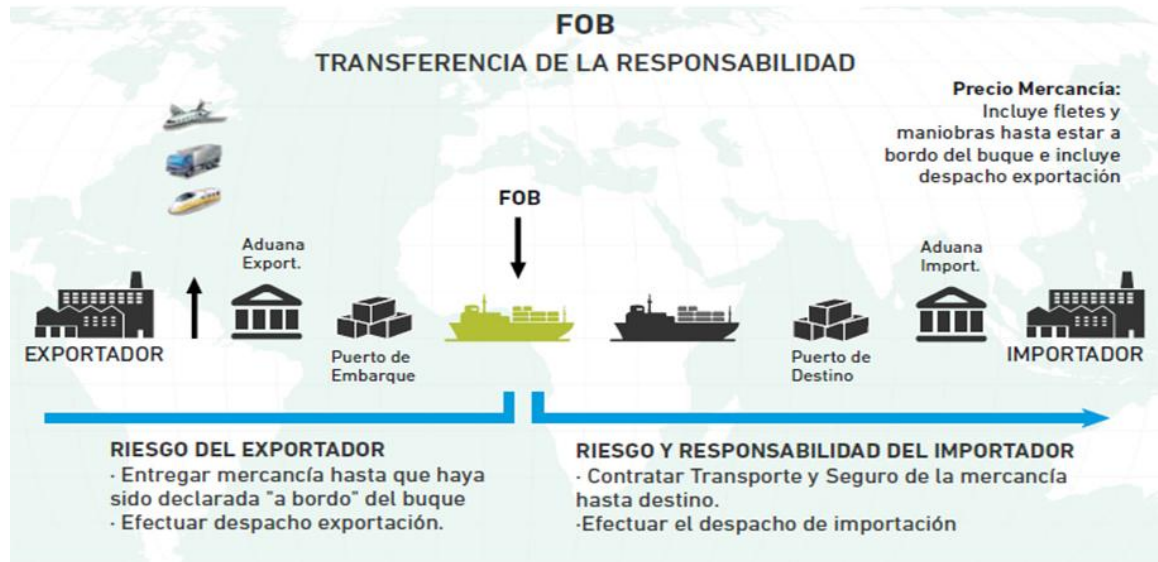 FOB
TRANSFERENCIA DE LA RESPONSABILIDAD
Precio Mercancía:
Incluye fletes y
maniobras hasta estar a
bordo del buque e incluye
despacho exportación
FOB
Aduana
Export.
Aduana
Import.
EXPORTADOR
Puerto de
Embarque
Puerto de
Destino
IMPORTADOR
RIESGO DEL EXPORTADOR
· Entregar mercancía hasta que haya
sido declarada "a bordo" del buque
· Efectuar despacho exportación.
RIESGO Y RESPONSABILIDAD DEL IMPORTADOR
· Contratar Transporte y Seguro de la mercancía
hasta destino.
·Efectuar el despacho de importación